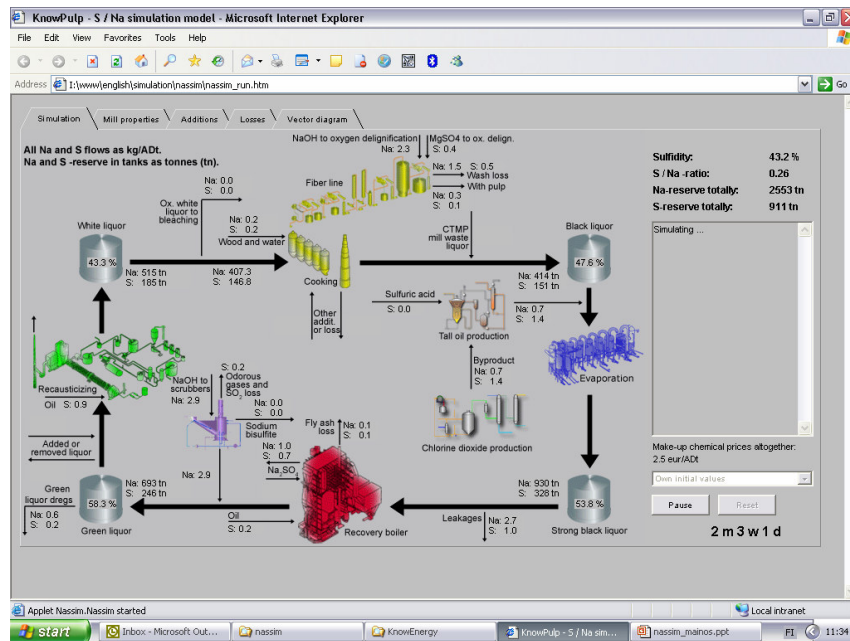 KnowPulp - S / Na simulation model - Microsoft Internet Explorer
File Edit View Favorites Tools Help
Address I:\www\english\simulation\nassim\nassim_run.htm Go
Simulation Mill properties Additions Losses Vector diagram
All Na and S flows as kg/ADt.
Na and S -reserve in tanks as tonnes (tn).
NaOH to oxygen delignification
Na: 2.3
MgSO4 to ox. delign.
S: 0.4
Na: 0.0
S: 0.0
Ox. white
liquor to
bleaching
Fiber line
Na: 1.5 S: 0.5
Wash loss
With pulp
Na: 0.3
S: 0.1
White liquor
43.3 %
Na: 515 tn
S: 185 tn
Na: 0.2
S: 0.2
Wood and water
Na: 407.3
S: 146.8
Cooking
CTMP
mill waste
liquor
Black liquor
47.6 %
Na: 414 tn
S: 151 tn
Other
addit.
or loss
Sulfuric acid
S: 0.0
Tall oil production
Na: 0.7
S: 1.4
Evaporation
Byproduct
Na: 0.7
S: 1.4
Chlorine dioxide production
Recausticizing
Oil S: 0.9
NaOH to
scrubbers
Na: 2.9
S: 0.2
Odorous
gases and
SO2 loss
Na: 0.0
S: 0.0
Sodium
bisulfite
Fly ash
loss
Na: 0.1
S: 0.1
Na: 1.0
S: 0.7
Na2SO4
Na: 2.9
Added or
removed liquor
Green
liquor dregs
Na: 0.6
S: 0.2
Na: 693 tn
S: 246 tn
58.3 %
Green liquor
Oil
S: 0.2
Recovery boiler
Leakages
Na: 2.7
S: 1.0
Na: 930 tn
S: 328 tn
53.8 %
Strong black liquor
Sulfidity: 43.2 %
S / Na -ratio: 0.26
Na-reserve totally: 2553 tn
S-reserve totally: 911 tn
Simulating ...
Make-up chemical prices altogether:
2.5 eur/ADt
Own initial values
Pause Reset
2 m 3 w 1 d
Applet Nassim.Nassim started Local intranet
start Inbox - Microsoft Out... nassim KnowEnergy KnowPulp - S / Na sim... nassim_mainos.ppt FI 11:34